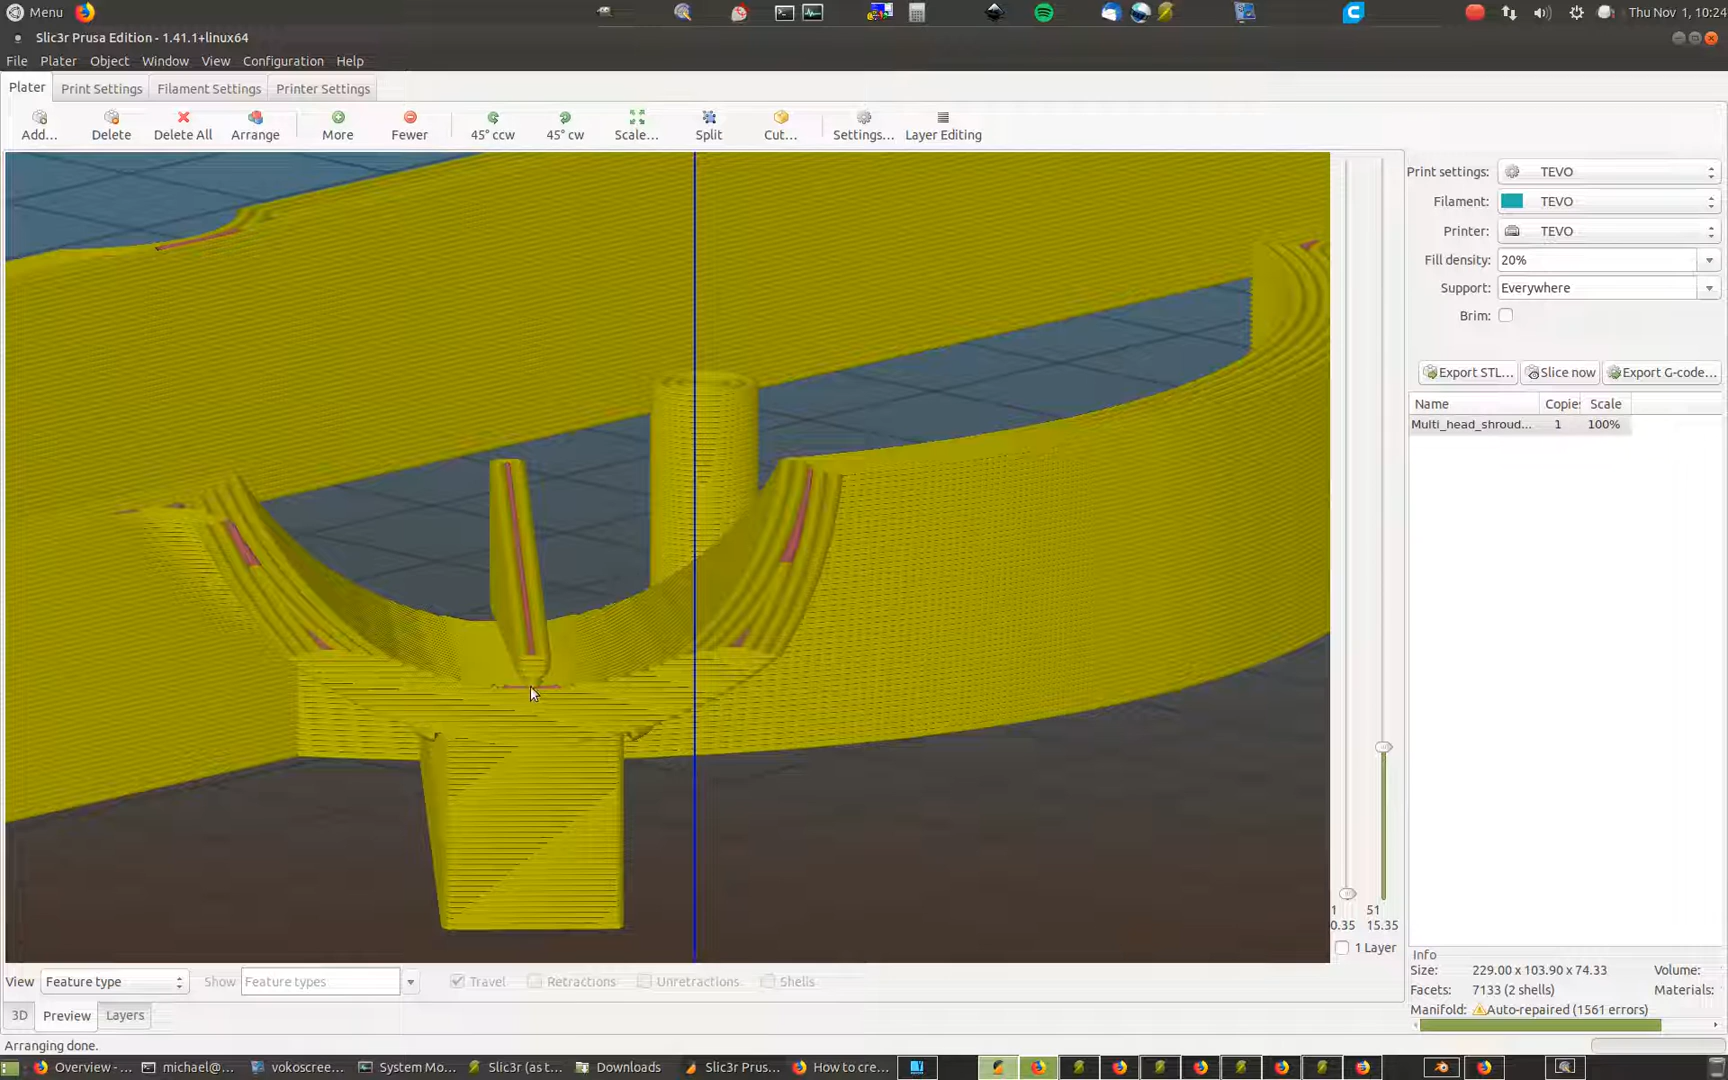 Menu
Thu Nov 1, 10:24
Slic3r Prusa Edition - 1.41.1+linux64
File Plater Object Window View Configuration Help
Plater Print Settings Filament Settings Printer Settings
Add... Delete Delete All Arrange More Fewer 45° ccw 45° cw Scale... Split Cut... Settings... Layer Editing
Print settings: TEVO
Filament: TEVO
Printer: TEVO
Fill density: 20%
Support: Everywhere
Brim:
Export STL... Slice now Export G-code...
Name Copies Scale
Multi_head_shroud... 1 100%
1 51
0.35 15.35
1 Layer
Info
Size: 229.00 x 103.90 x 74.33 Volume:
Facets: 7133 (2 shells) Materials:
Manifold: Auto-repaired (1561 errors)
View Feature type Show Feature types Travel Retractions Unretractions Shells
3D Preview Layers
Arranging done.
Overview - ... michael@... vokoscree... System Mo... Slic3r (as t... Downloads Slic3r Prus... How to cre...